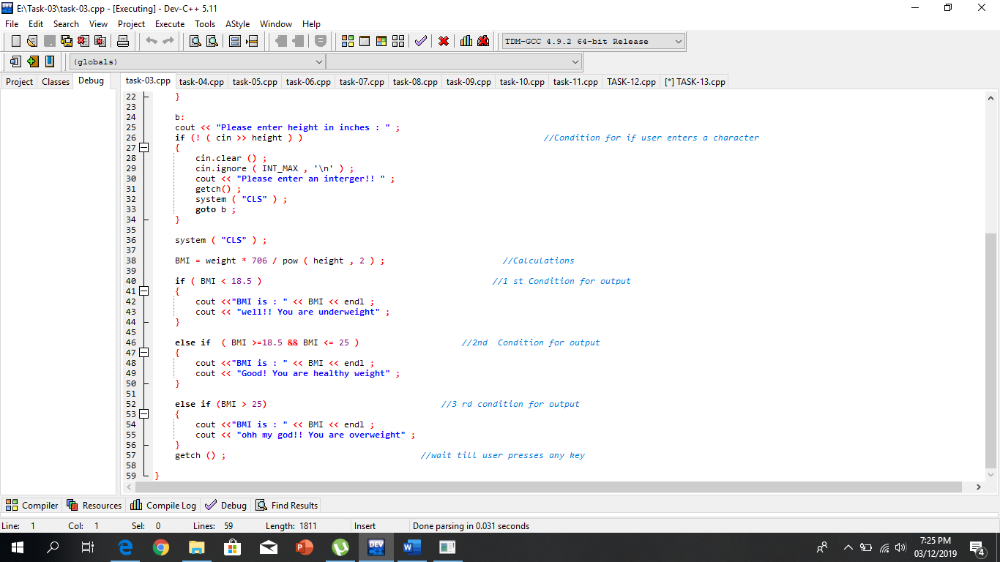 E:\Task-03\task-03.cpp - [Executing] - Dev-C++ 5.11
File Edit Search View Project Execute Tools AStyle Window Help
TDM-GCC 4.9.2 64-bit Release
(globals)
Project Classes Debug
task-03.cpp task-04.cpp task-05.cpp task-06.cpp task-07.cpp task-08.cpp task-09.cpp task-10.cpp task-11.cpp TASK-12.cpp [*] TASK-13.cpp
22 }
23
24 b:
25 cout << "Please enter height in inches : " ;
26 if (! ( cin >> height ) ) //Condition for if user enters a character
27 {
28 cin.clear () ;
29 cin.ignore ( INT_MAX , '\n' ) ;
30 cout << "Please enter an interger!! " ;
31 getch() ;
32 system ( "CLS" ) ;
33 goto b ;
34 }
35
36 system ( "CLS" ) ;
37
38 BMI = weight * 706 / pow ( height , 2 ) ; //Calculations
39
40 if ( BMI < 18.5 ) //1 st Condition for output
41 {
42 cout <<"BMI is : " << BMI << endl ;
43 cout << "well!! You are underweight" ;
44 }
45
46 else if ( BMI >=18.5 && BMI <= 25 ) //2nd Condition for output
47 {
48 cout <<"BMI is : " << BMI << endl ;
49 cout << "Good! You are healthy weight" ;
50 }
51
52 else if (BMI > 25) //3 rd condition for output
53 {
54 cout <<"BMI is : " << BMI << endl ;
55 cout << "ohh my god!! You are overweight" ;
56 }
57 getch () ; //wait till user presses any key
58
59 }
Compiler Resources Compile Log Debug Find Results
Line: 1 Col: 1 Sel: 0 Lines: 59 Length: 1811 Insert Done parsing in 0.031 seconds
7:25 PM
03/12/2019
4